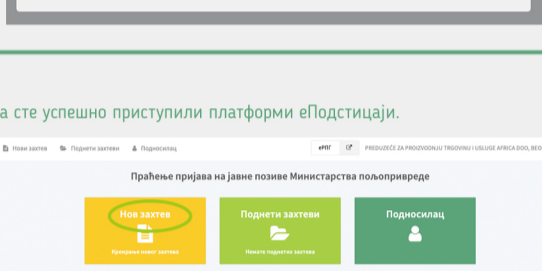 а сте успешно приступили платформи еПодстицаји.
Нови захтев Поднети захтеви Подносилац еРПГ PREDUZEĆE ZA PROIZVODNJU TRGOVINU I USLUGE AFRICA DOO, BEO
Праћење пријава на јавне позиве Министарства пољопривреде
Нов захтев Поднети захтеви Подносилац
Креирање новог захтева Немате поднетих захтева